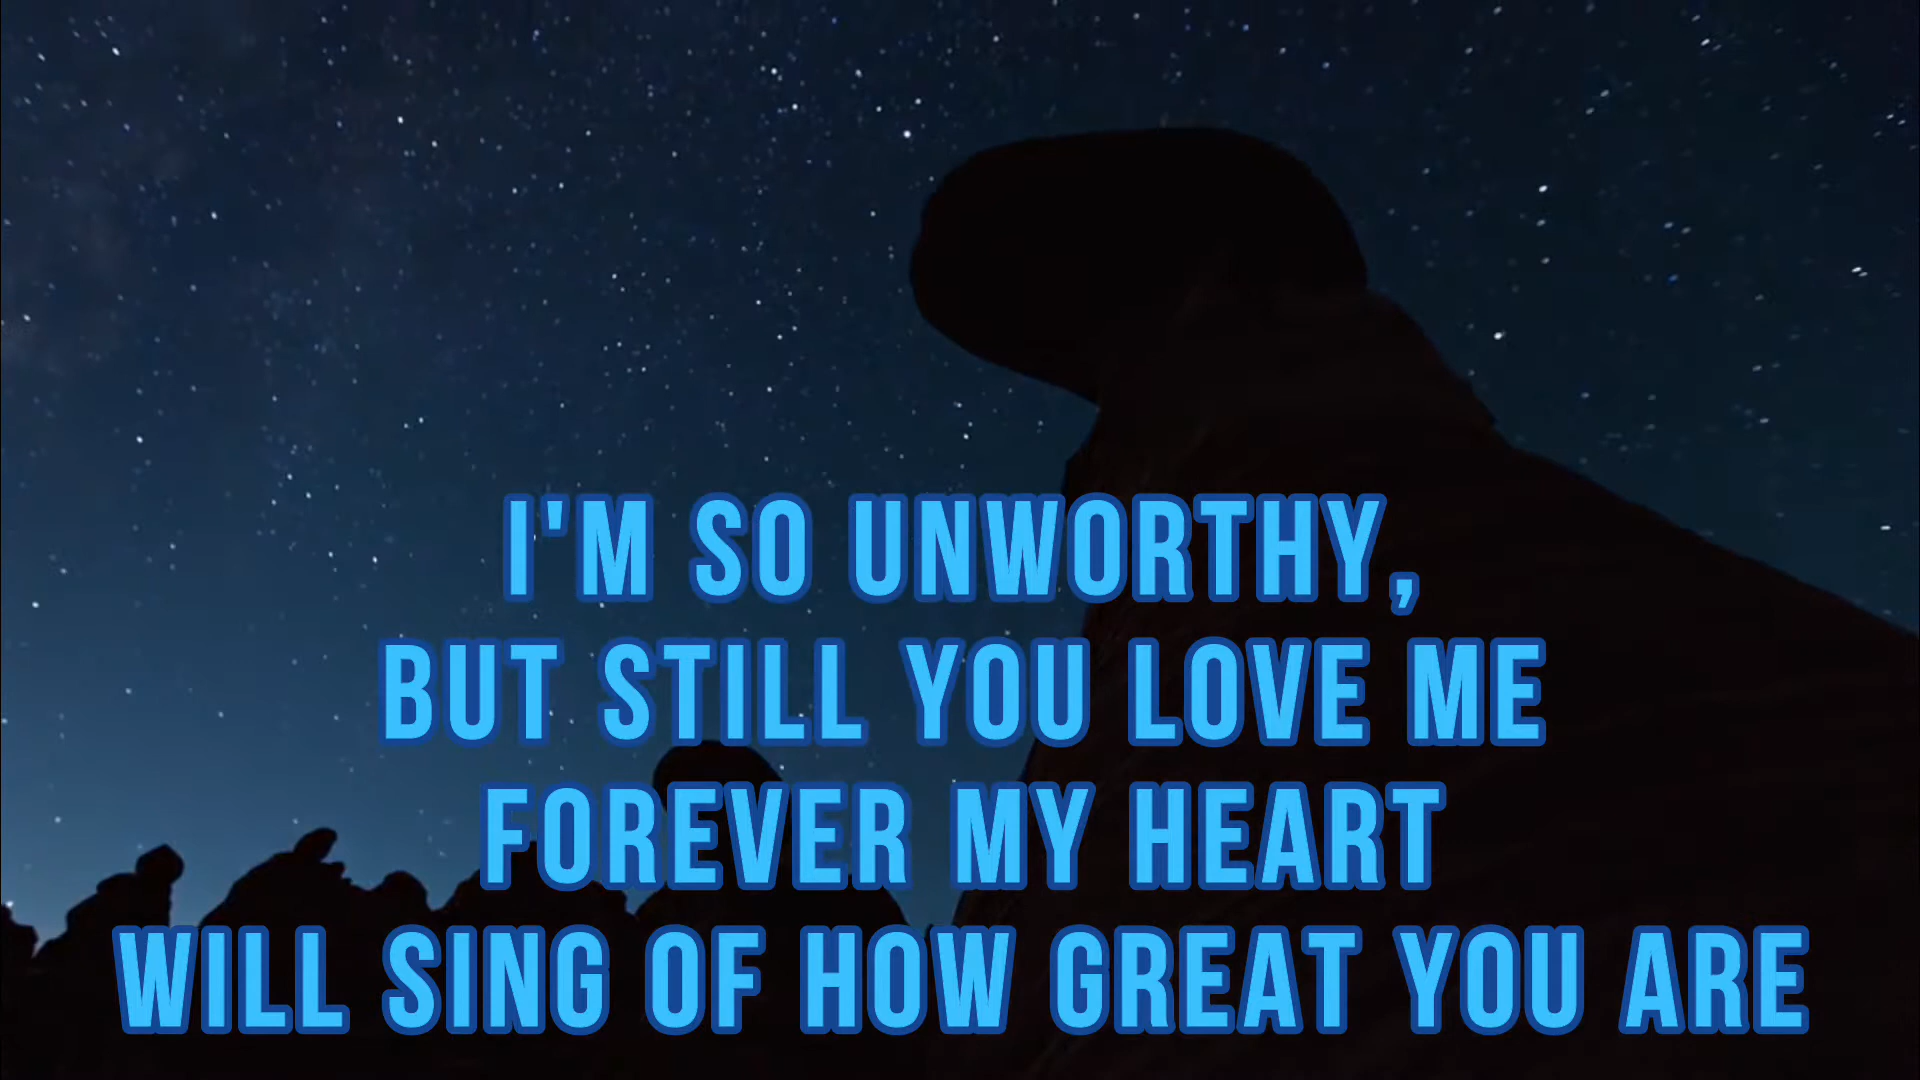 I'M SO UNWORTHY,
BUT STILL YOU LOVE ME
FOREVER MY HEART
WILL SING OF HOW GREAT YOU ARE